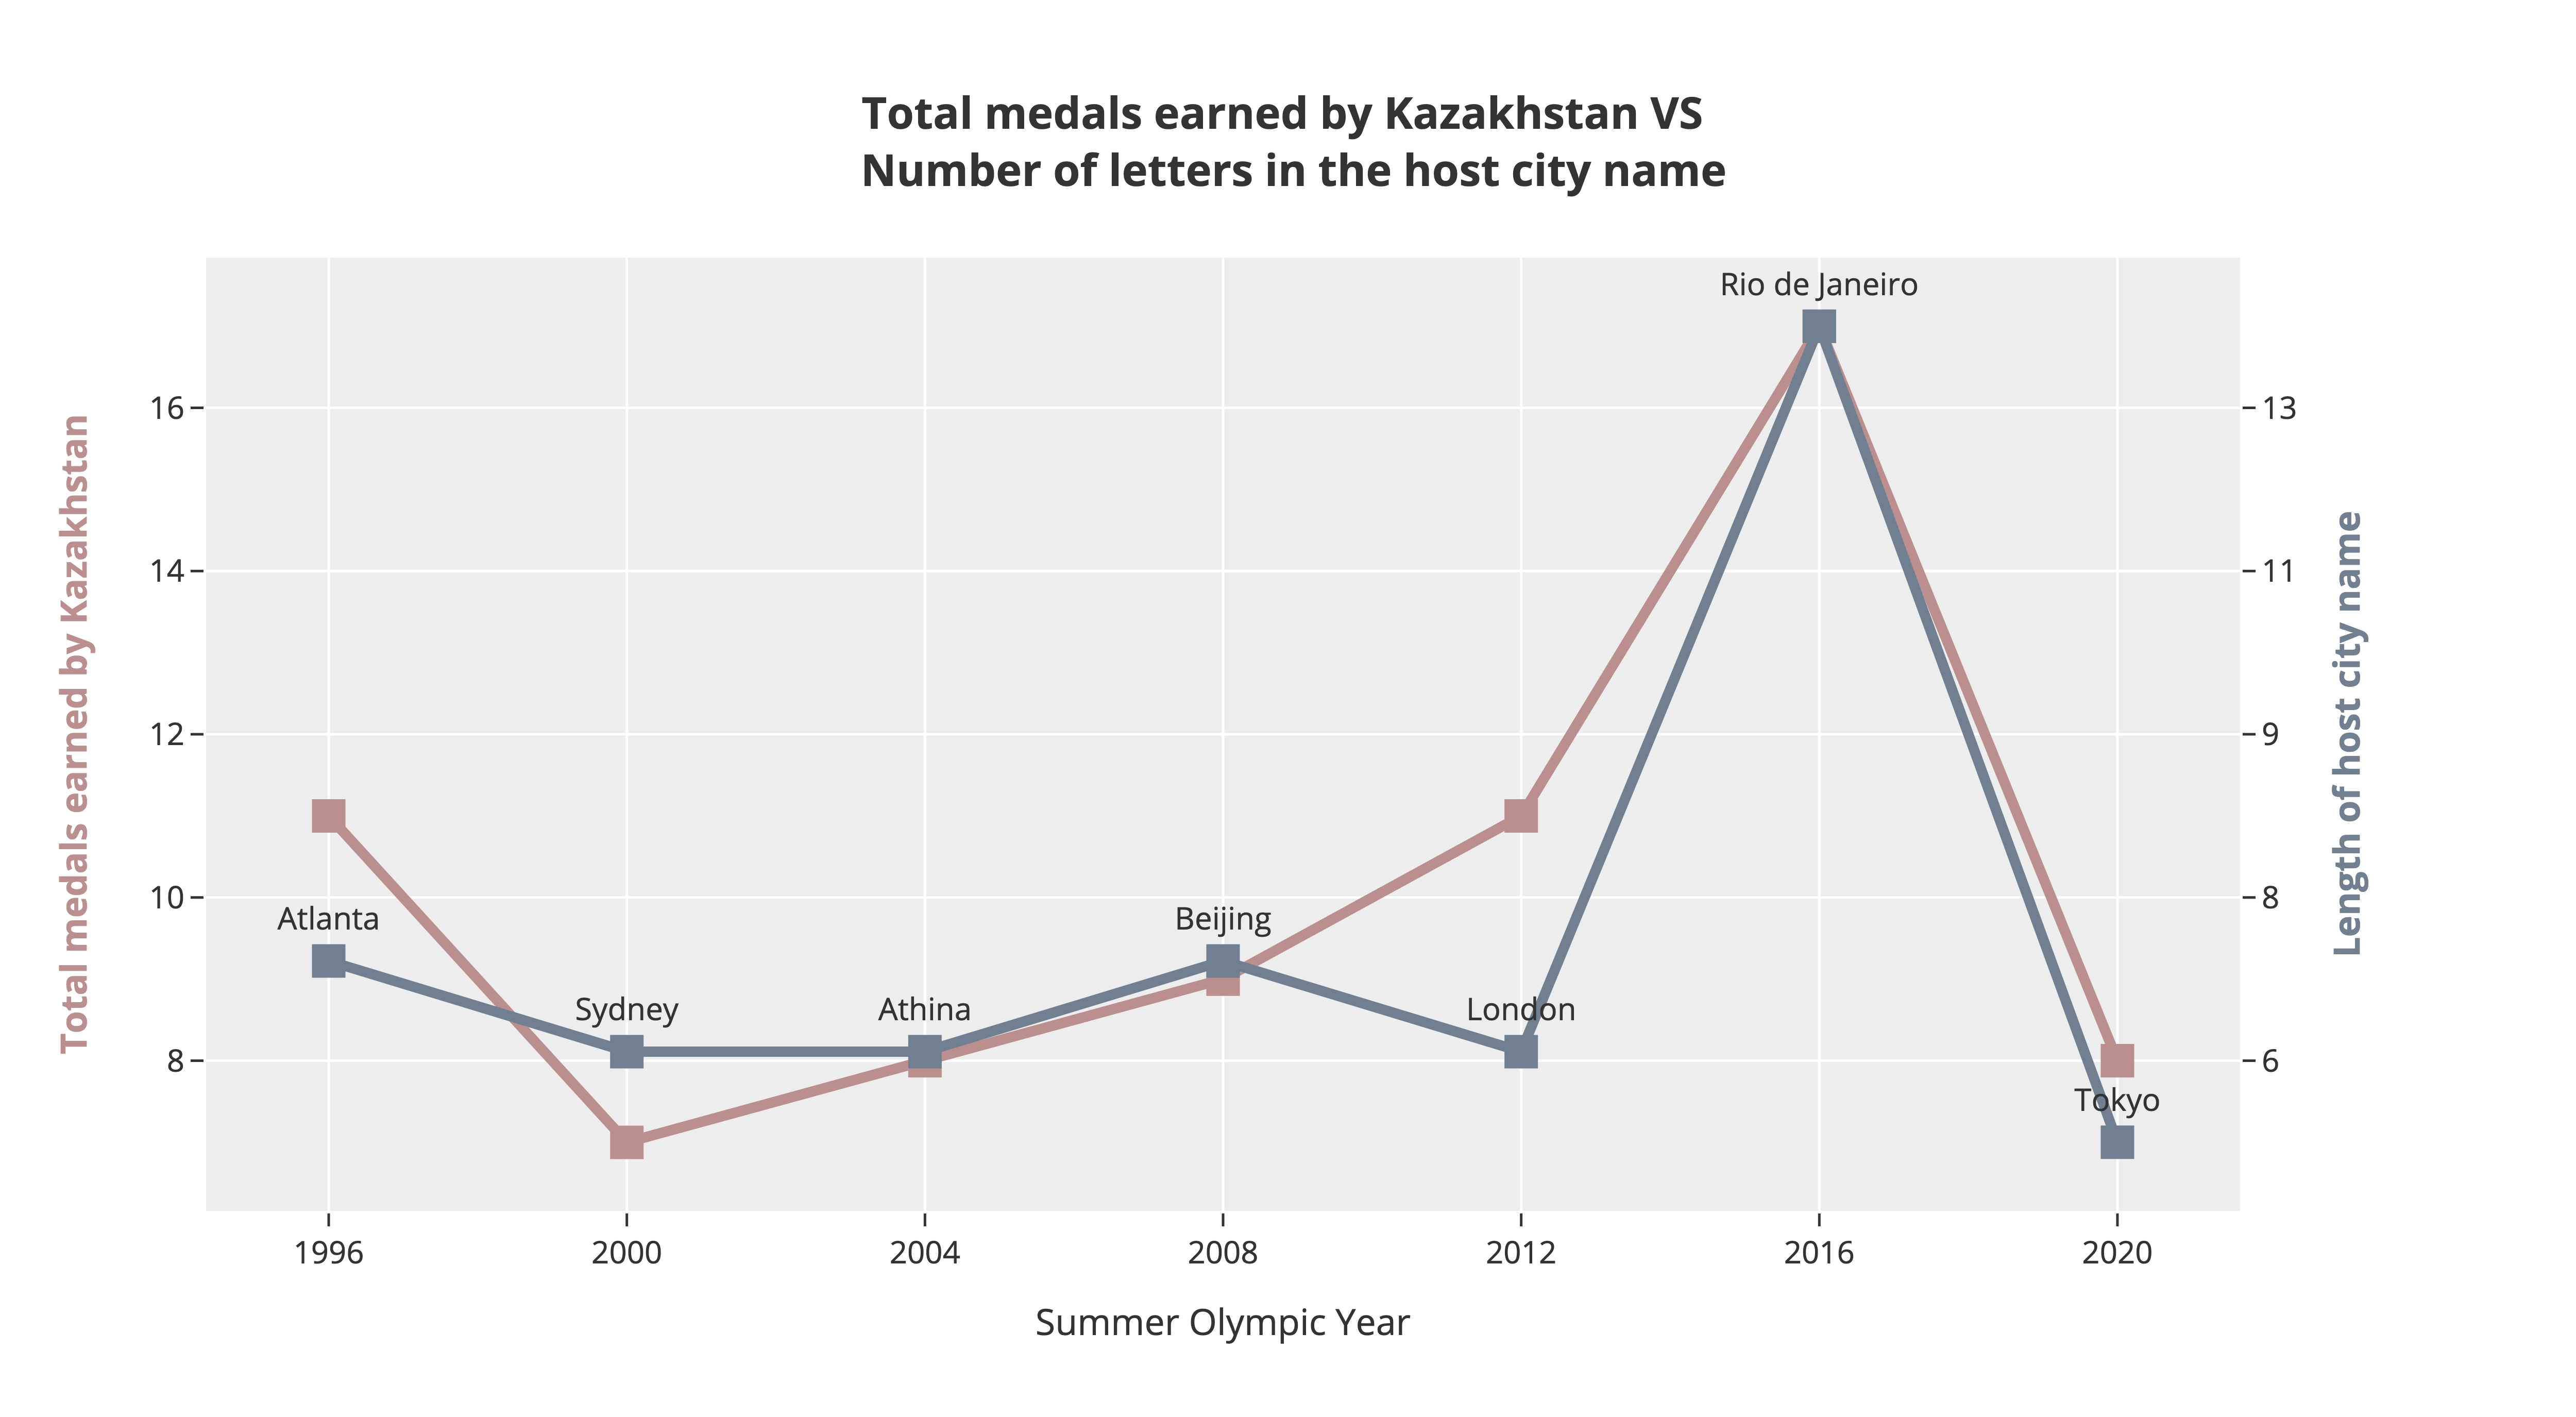 Total medals earned by Kazakhstan VS
Number of letters in the host city name
Total medals earned by Kazakhstan
16
14
12
10
8
Rio de Janeiro
Atlanta
Beijing
Sydney
Athina
London
Tokyo
13
11
9
8
6
Length of host city name
1996
2000
2004
2008
2012
2016
2020
Summer Olympic Year